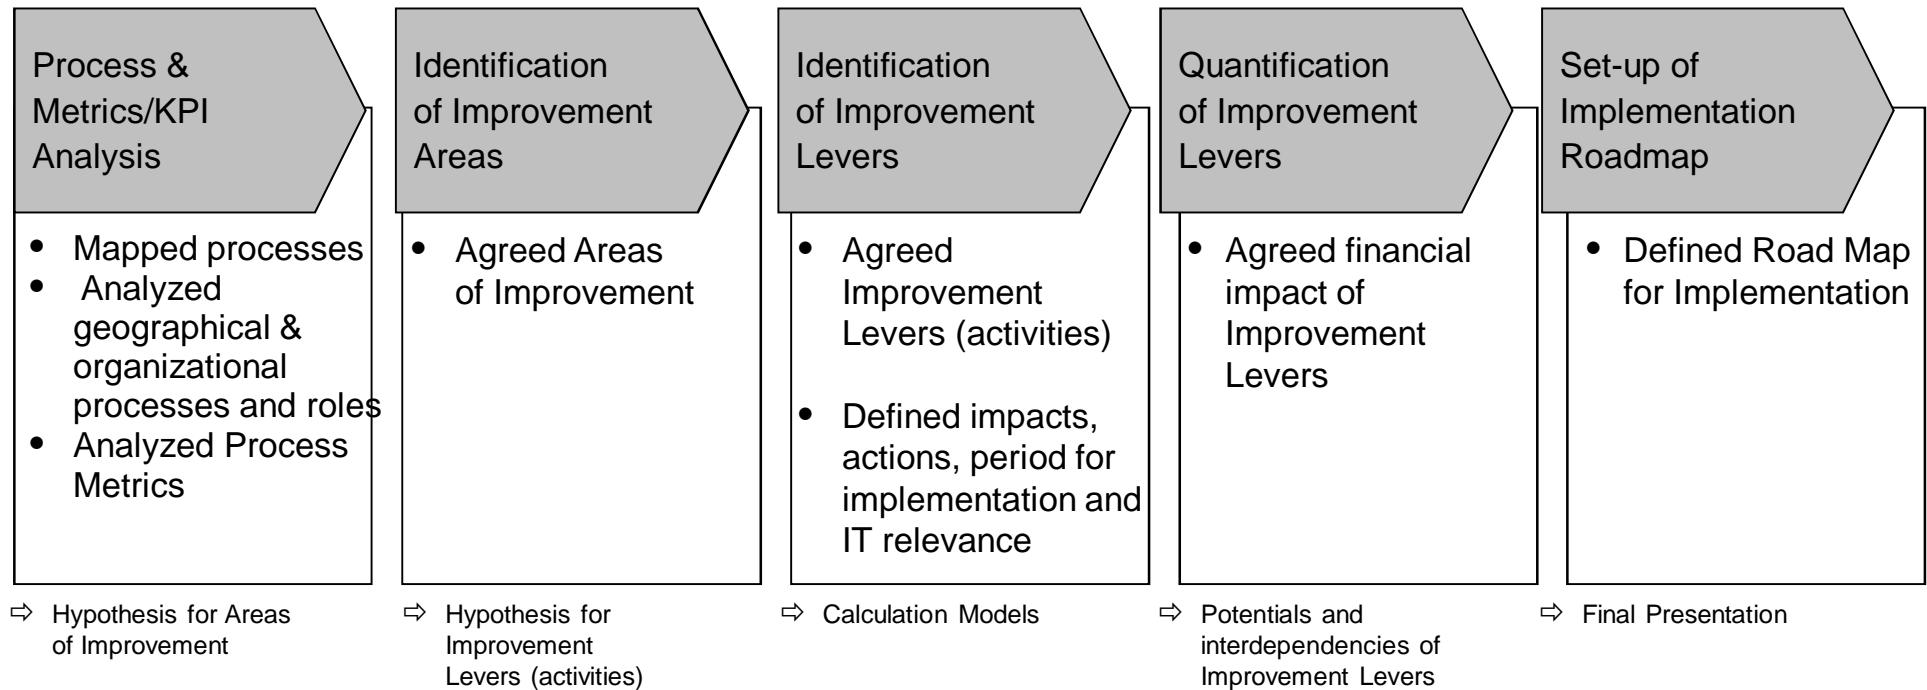 Process &
Metrics/KPI
Analysis
• Mapped processes
• Analyzed
geographical &
organizational
processes and roles
• Analyzed Process
Metrics
⇨ Hypothesis for Areas
of Improvement
Identification
of Improvement
Areas
• Agreed Areas
of Improvement
⇨ Hypothesis for
Improvement
Levers (activities)
Identification
of Improvement
Levers
• Agreed
Improvement
Levers (activities)
• Defined impacts,
actions, period for
implementation and
IT relevance
⇨ Calculation Models
Quantification
of Improvement
Levers
• Agreed financial
impact of
Improvement
Levers
⇨ Potentials and
interdependencies of
Improvement Levers
Set-up of
Implementation
Roadmap
• Defined Road Map
for Implementation
⇨ Final Presentation